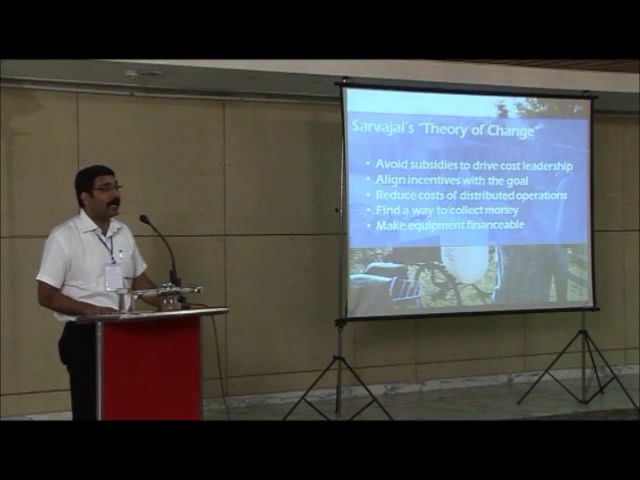 Sarvajal's "Theory of Change"
• Avoid subsidies to drive cost leadership
• Align incentives with the goal
• Reduce costs of distributed operations
• Find a way to collect money
• Make equipment financeable